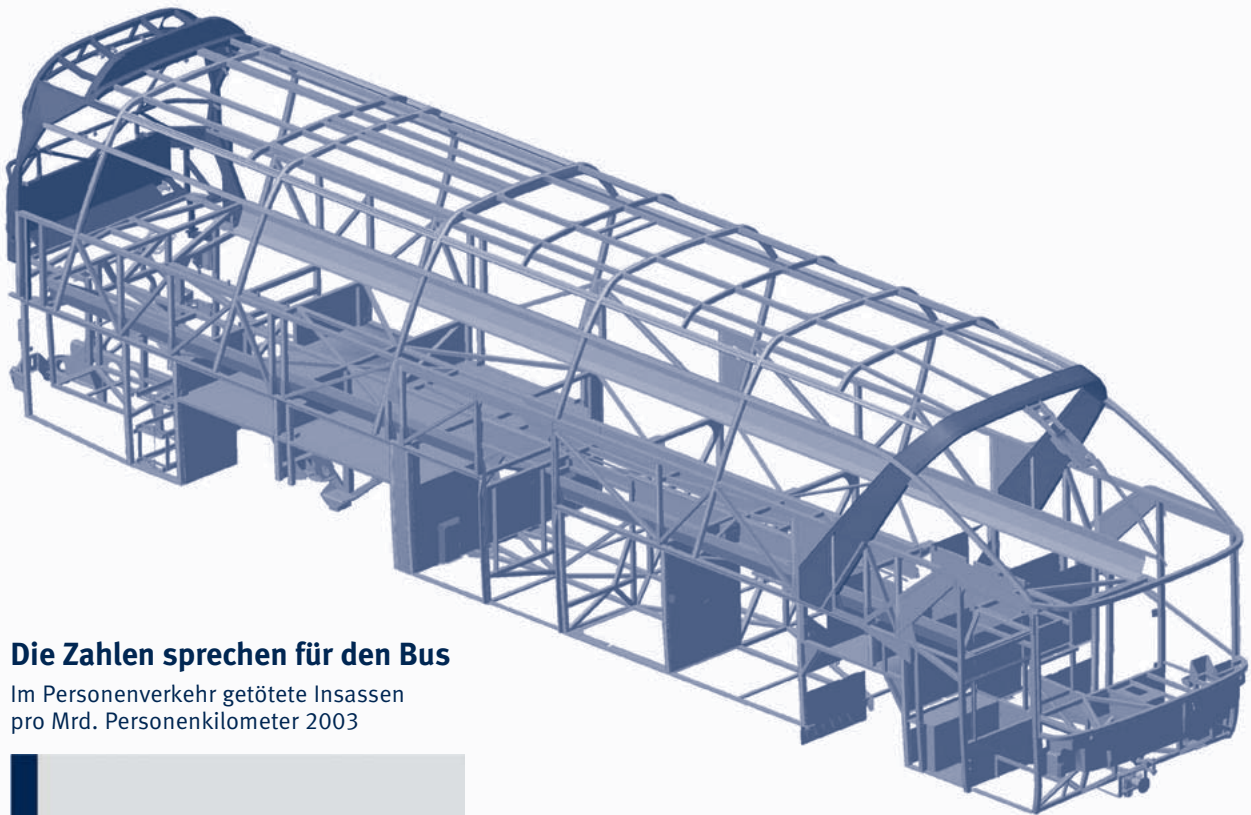 Die Zahlen sprechen für den Bus
Im Personenverkehr getötete Insassen
pro Mrd. Personenkilometer 2003